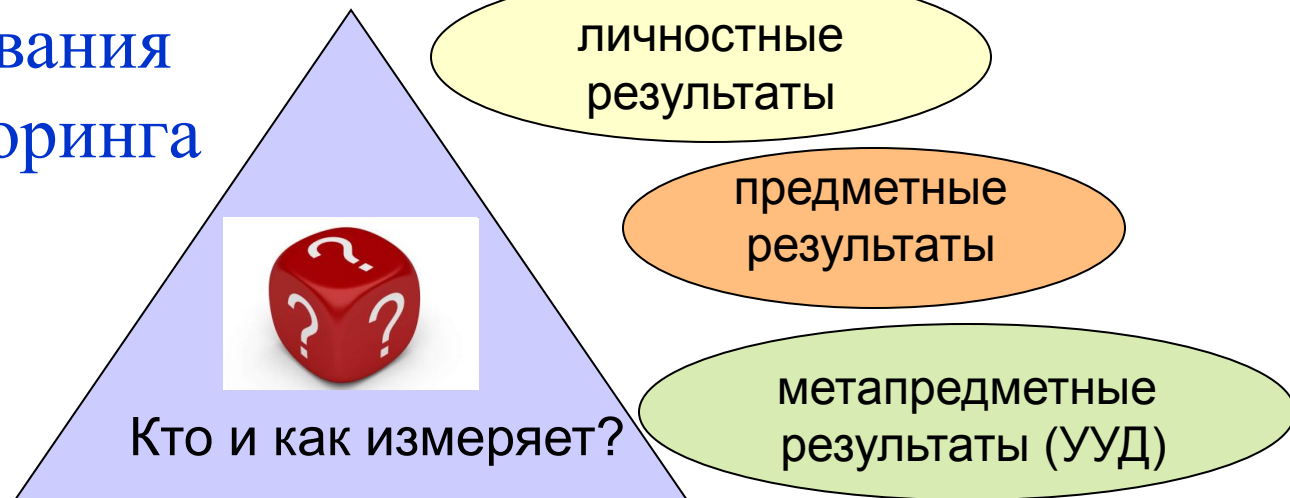 вания
оринга
личностные
результаты
предметные
результаты
метапредметные
результаты (УУД)
? ? ?
Кто и как измеряет?